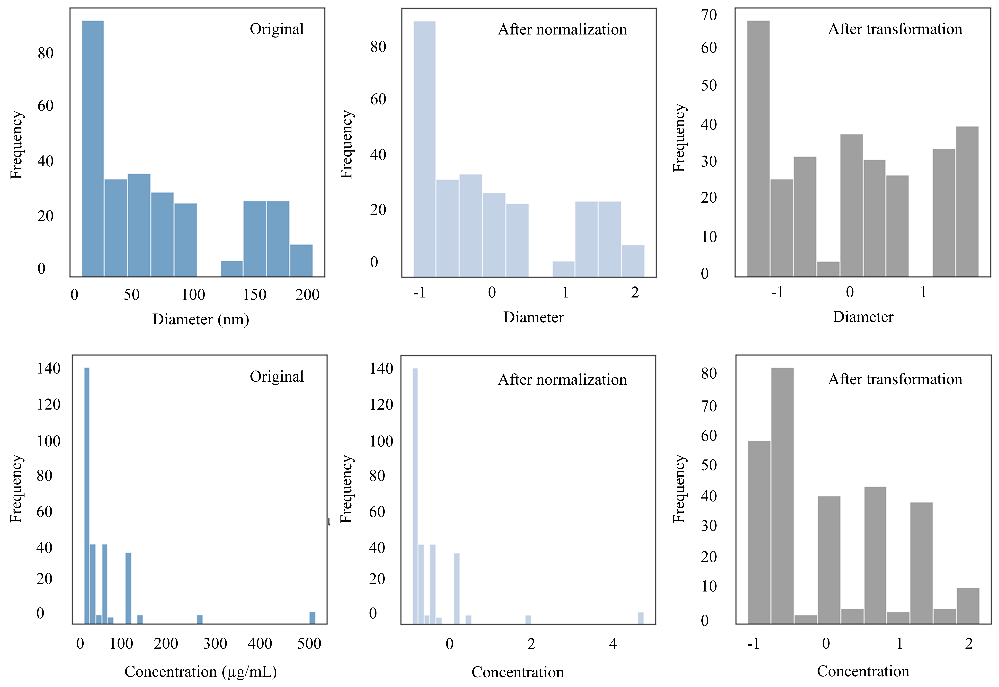 Original
Frequency
80
60
40
20
0
0 50 100 150 200
Diameter (nm)
After normalization
Frequency
80
60
40
20
0
-1 0 1 2
Diameter
After transformation
Frequency
70
60
50
40
30
20
10
0
-1 0 1
Diameter
Original
Frequency
140
120
100
80
60
40
20
0
0 100 200 300 400 500
Concentration (µg/mL)
After normalization
Frequency
140
120
100
80
60
40
20
0
0 2 4
Concentration
After transformation
Frequency
80
70
60
50
40
30
20
10
0
-1 0 1 2
Concentration